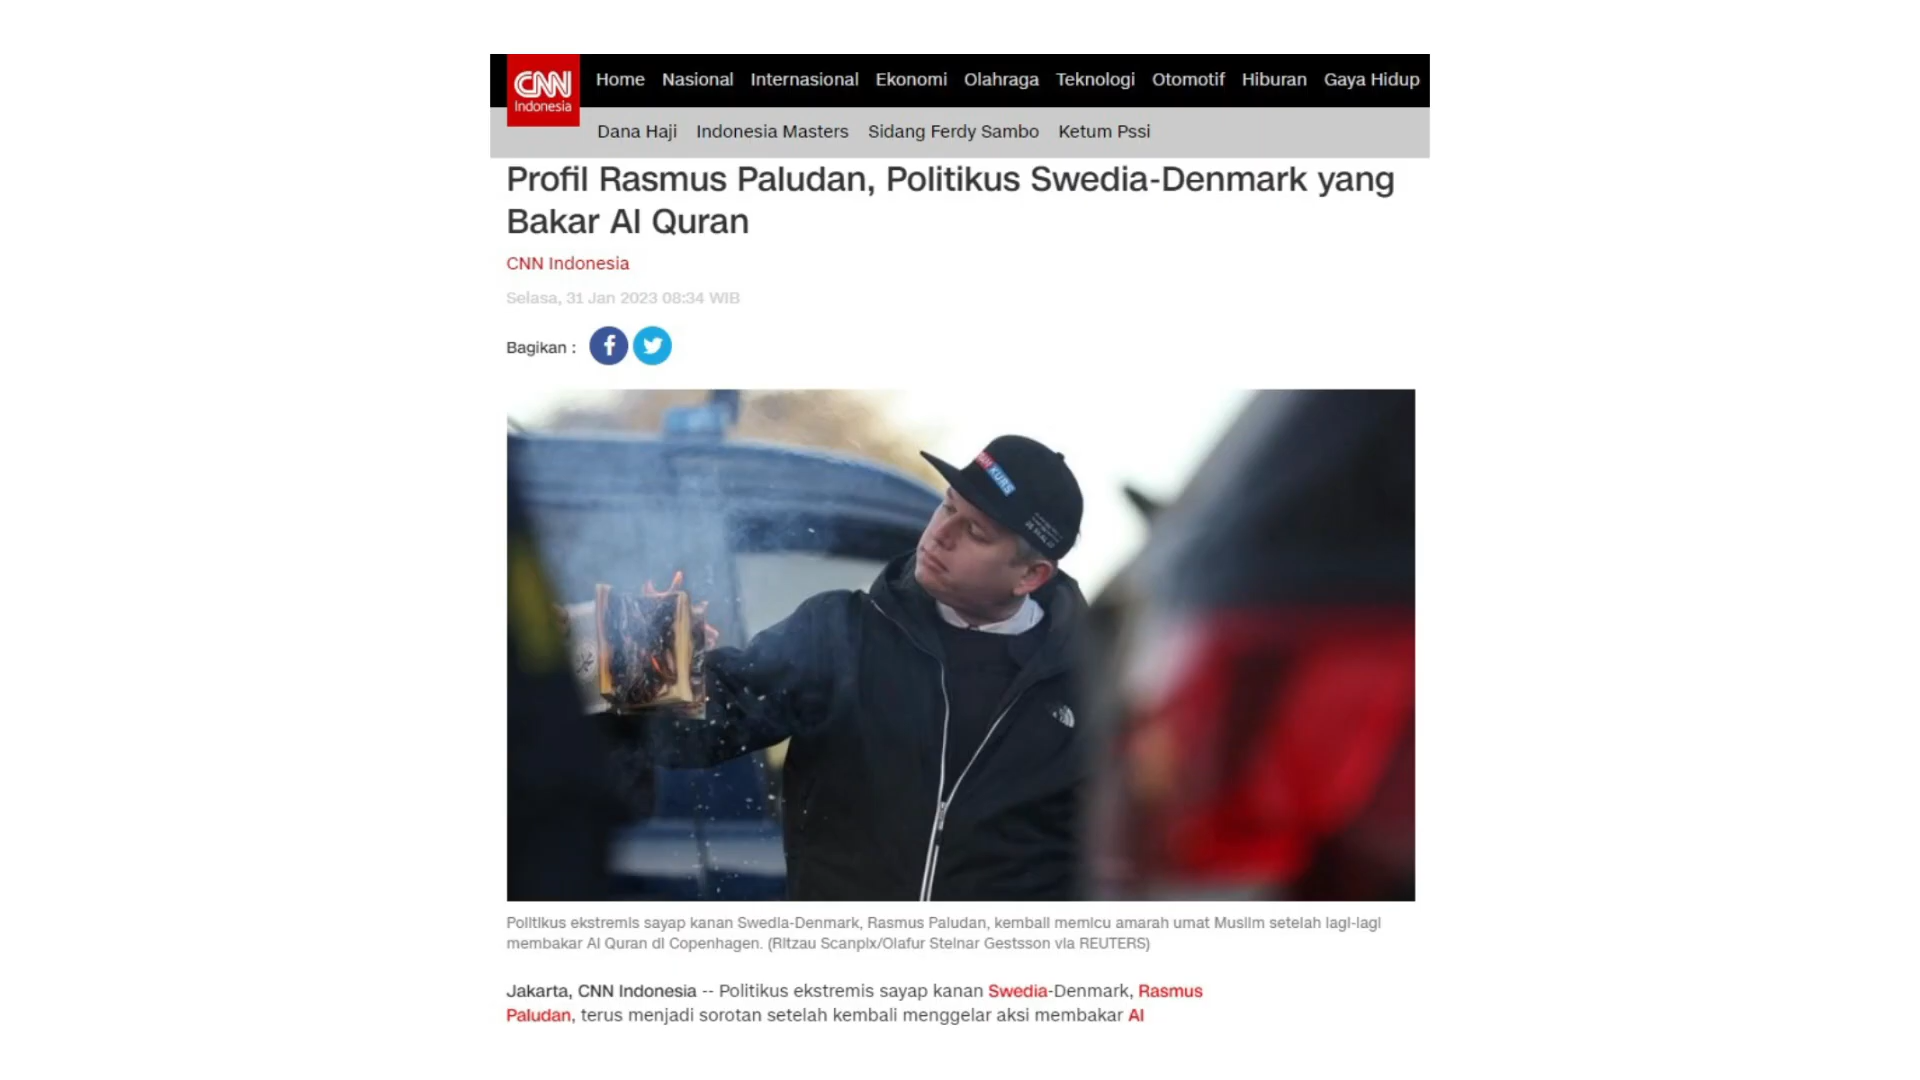 CNN
Indonesia
Home Nasional Internasional Ekonomi Olahraga Teknologi Otomotif Hiburan Gaya Hidup
Dana Haji Indonesia Masters Sidang Ferdy Sambo Ketum Pssi
Profil Rasmus Paludan, Politikus Swedia-Denmark yang
Bakar Al Quran
CNN Indonesia
Selasa, 31 Jan 2023 08:34 WIB
Bagikan :
KURS
Politikus ekstremis sayap kanan Swedia-Denmark, Rasmus Paludan, kembali memicu amarah umat Muslim setelah lagi-lagi
membakar Al Quran di Copenhagen. (Ritzau Scanpix/Olafur Steinar Gestsson via REUTERS)
Jakarta, CNN Indonesia -- Politikus ekstremis sayap kanan Swedia-Denmark, Rasmus
Paludan, terus menjadi sorotan setelah kembali menggelar aksi membakar Al